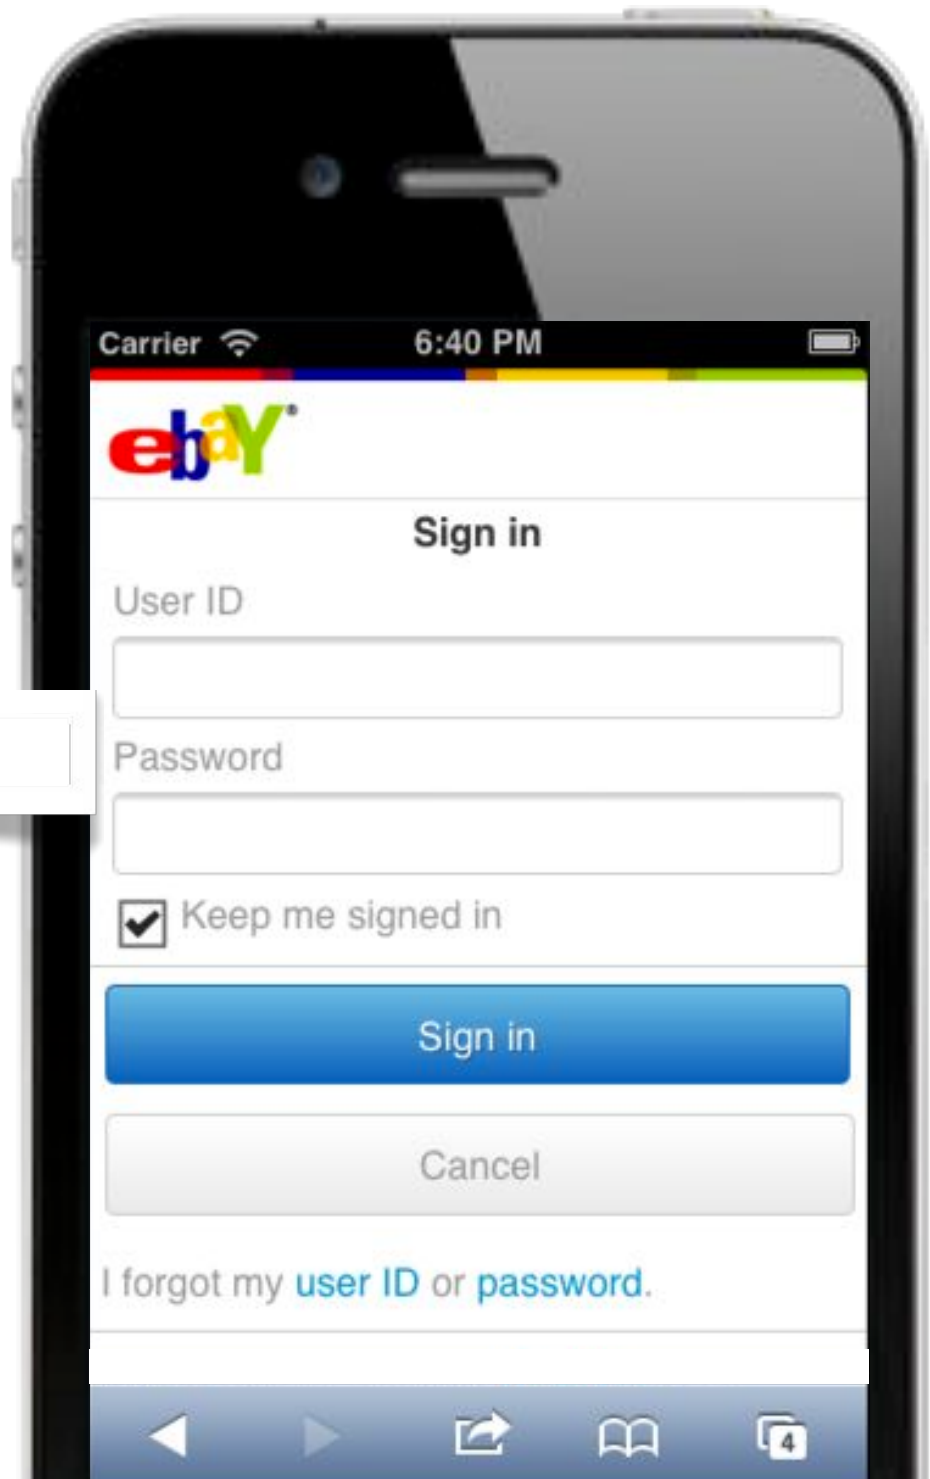 Carrier 6:40 PM
ebaY®
Sign in
User ID
Password
Keep me signed in
Sign in
Cancel
I forgot my user ID or password.
4